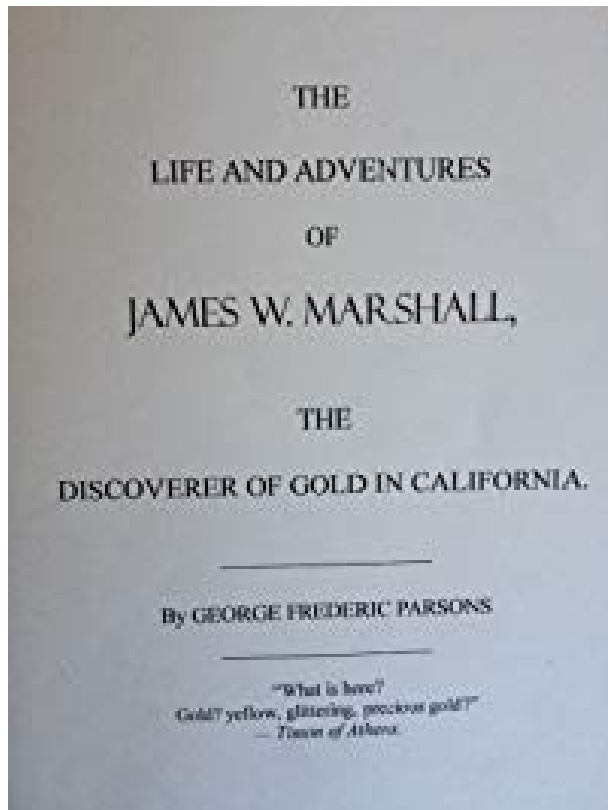 THE
LIFE AND ADVENTURES
OF
JAMES W. MARSHALL,
THE
DISCOVERER OF GOLD IN CALIFORNIA.
By GEORGE FREDERIC PARSONS
"What is here?
Gold? yellow, glittering, precious gold?"
— Timon of Athens.